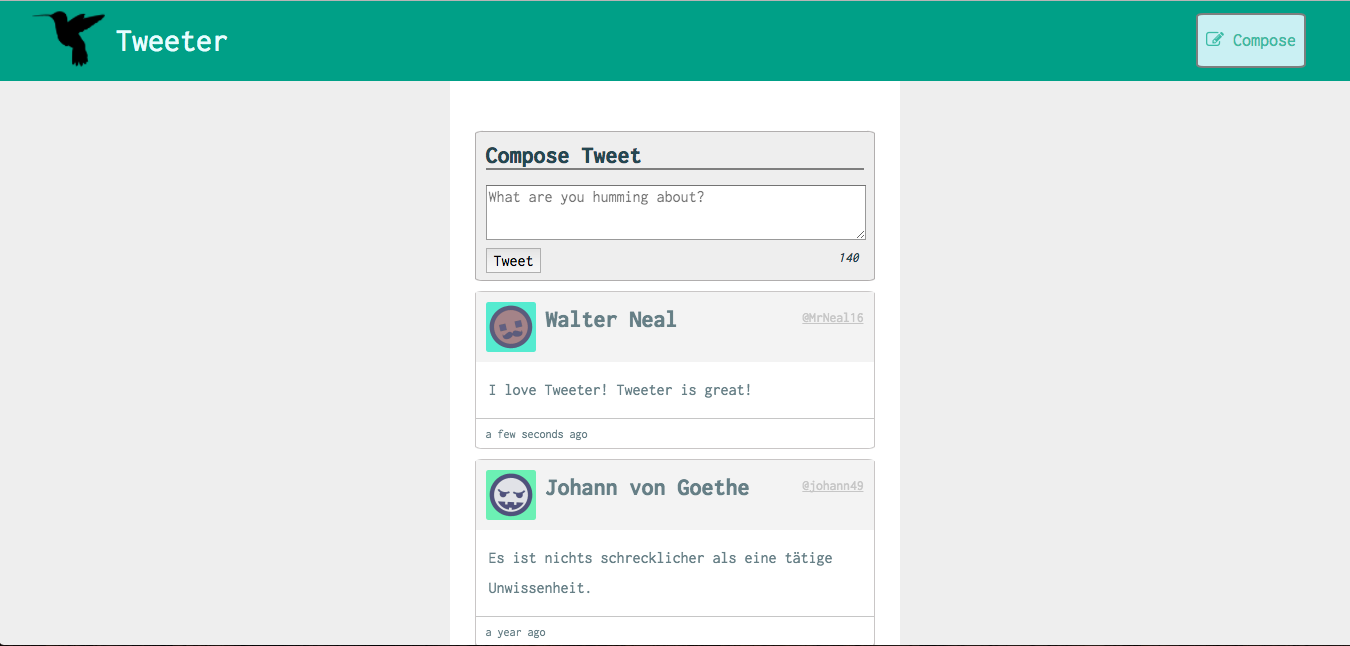 Tweeter
Compose
Compose Tweet
What are you humming about?
Tweet
140
Walter Neal
@MrNeal16
I love Tweeter! Tweeter is great!
a few seconds ago
Johann von Goethe
@johann49
Es ist nichts schrecklicher als eine tätige
Unwissenheit.
a year ago